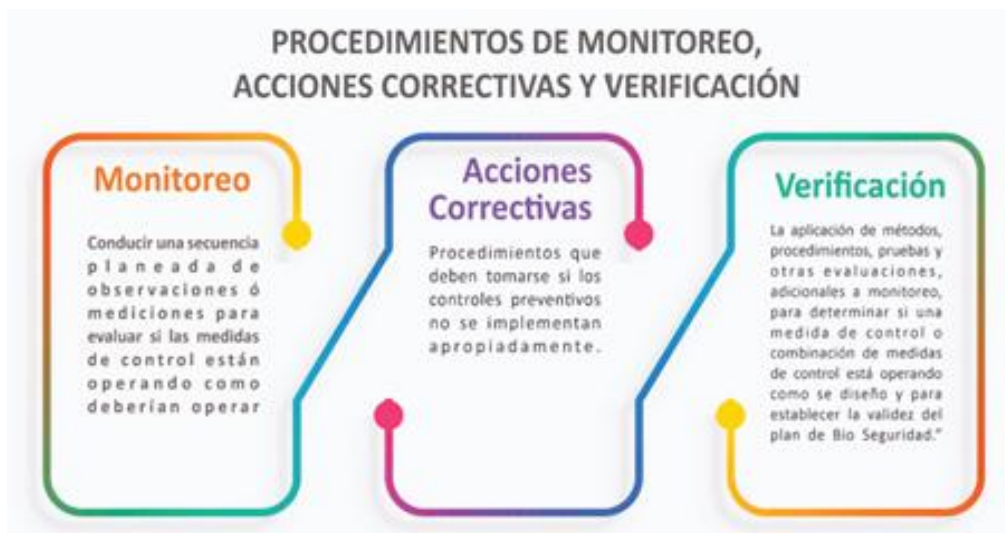 PROCEDIMIENTOS DE MONITOREO,
ACCIONES CORRECTIVAS Y VERIFICACIÓN
Monitoreo
Conducir una secuencia
planeada de
observaciones ó
mediciones para
evaluar si las medidas
de control están
operando como
deberían operar
Acciones
Correctivas
Procedimientos que
deben tomarse si los
controles preventivos
no se implementan
apropiadamente.
Verificación
La aplicación de métodos,
procedimientos, pruebas y
otras evaluaciones,
adicionales a monitoreo,
para determinar si una
medida de control o
combinación de medidas
de control está operando
como se diseño y para
establecer la validez del
plan de Bio Seguridad.”